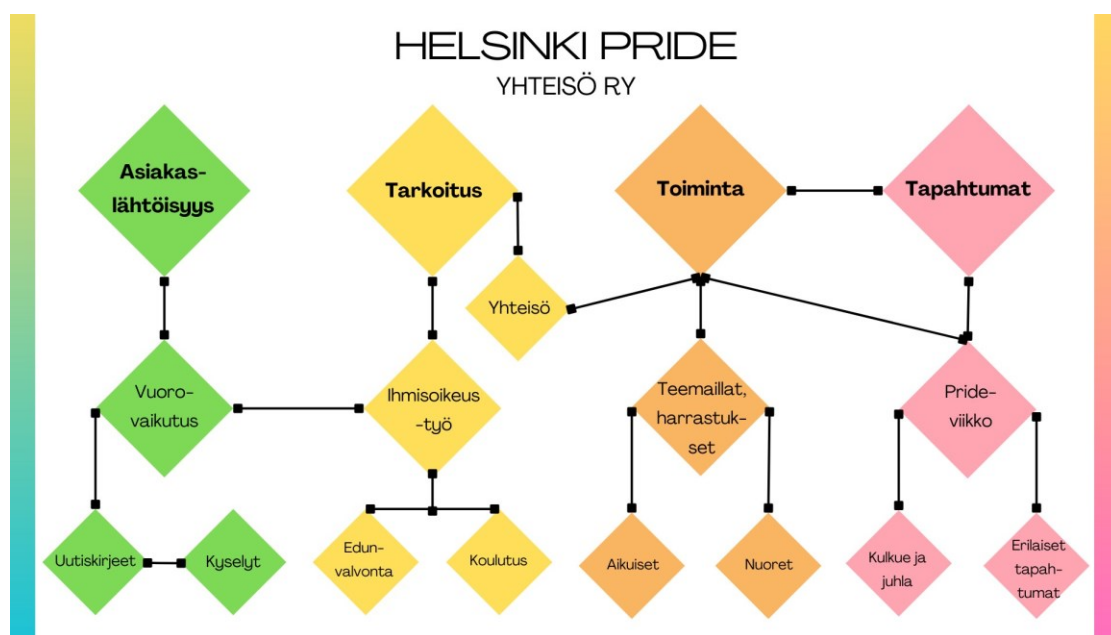 HELSINKI PRIDE
YHTEISÖ RY
Asiakas-
lähtöisyys
Tarkoitus
Toiminta
Tapahtumat
Yhteisö
Vuoro-
vaikutus
Ihmisoikeus
-työ
Teemaillat,
harrastuk-
set
Pride-
viikko
Uutiskirjeet
Kyselyt
Edun-
valvonta
Koulutus
Aikuiset
Nuoret
Kulkue ja
juhla
Erilaiset
tapah-
tumat